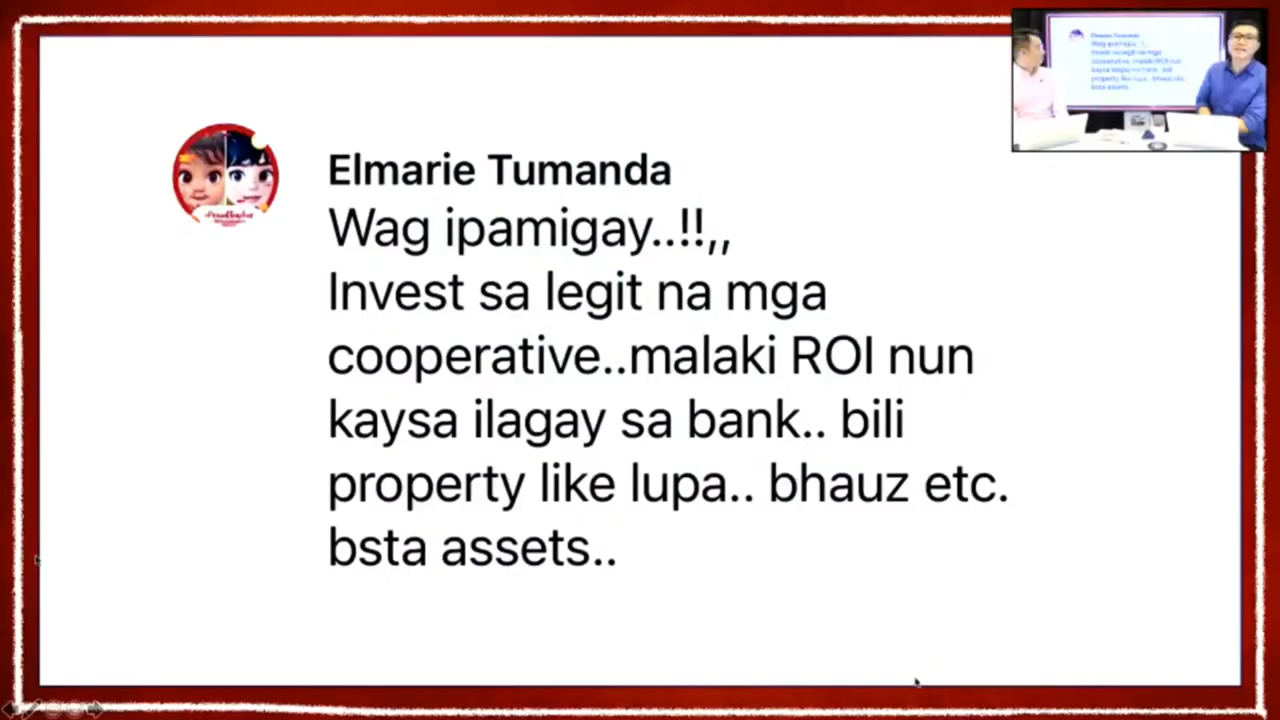 Elmarie Tumanda
Wag ipamigay..!!,,
Invest sa legit na mga
cooperative..malaki ROI nun
kaysa ilagay sa bank.. bili
property like lupa.. bhauz etc.
bsta assets..